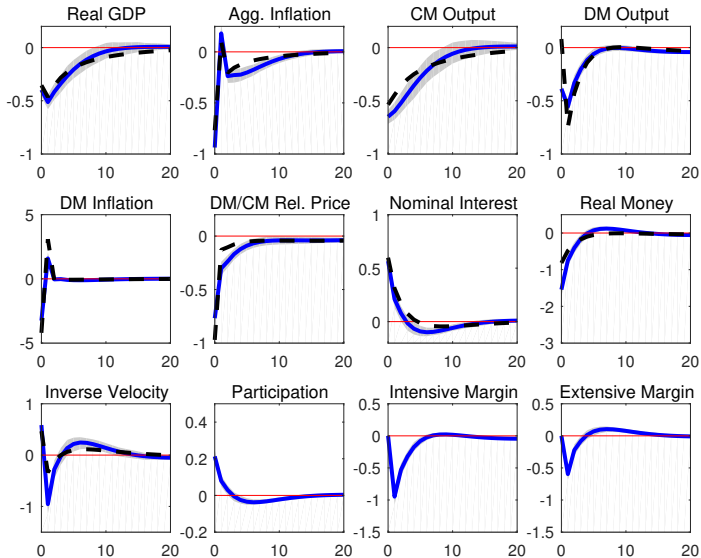 Real GDP
Agg. Inflation
CM Output
DM Output
0
-0.5
-1
0 10 20
0
-0.5
-1
0 10 20
0
-0.5
-1
0 10 20
0
-0.5
-1
0 10 20
DM Inflation
DM/CM Rel. Price
Nominal Interest
Real Money
5
0
-5
0 10 20
0
-0.5
-1
0 10 20
1
0.5
0
0 10 20
0
-1
-2
-3
0 10 20
Inverse Velocity
Participation
Intensive Margin
Extensive Margin
1
0
-1
0 10 20
0.4
0.2
0
-0.2
0 10 20
0.5
0
-0.5
-1
-1.5
0 10 20
0.5
0
-0.5
-1
-1.5
0 10 20